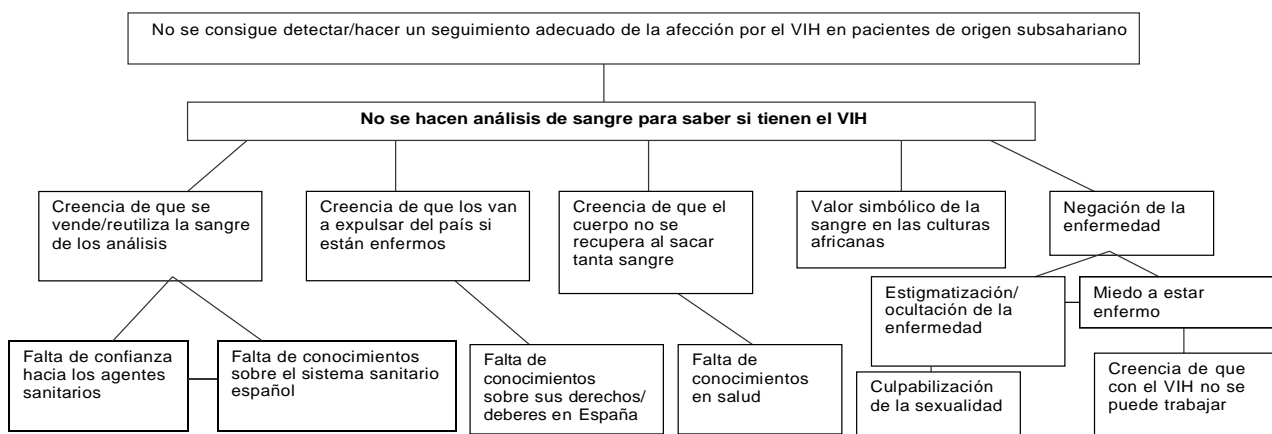 No se consigue detectar/hacer un seguimiento adecuado de la afección por el VIH en pacientes de origen subsahariano
No se hacen análisis de sangre para saber si tienen el VIH
Creencia de que se
vende/reutiliza la sangre
de los análisis
Creencia de que los van
a expulsar del país si
están enfermos
Creencia de que el
cuerpo no se
recupera al sacar
tanta sangre
Valor simbólico de la
sangre en las culturas
africanas
Negación de la
enfermedad
Estigmatización/
ocultación de la
enfermedad
Miedo a estar
enfermo
Falta de confianza
hacia los agentes
sanitarios
Falta de conocimientos
sobre el sistema sanitario
español
Falta de
conocimientos
sobre sus derechos/
deberes en España
Falta de
conocimientos
en salud
Culpabilización
de la sexualidad
Creencia de que
con el VIH no se
puede trabajar